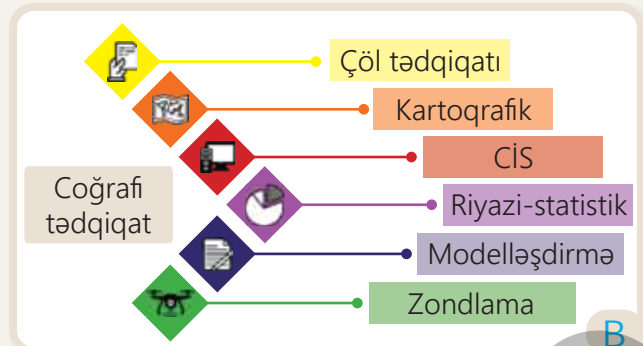 Çöl tədqiqatı
Kartoqrafik
CİS
Coğrafi
tədqiqat
Riyazi-statistik
Modelləşdirmə
Zondlama
B